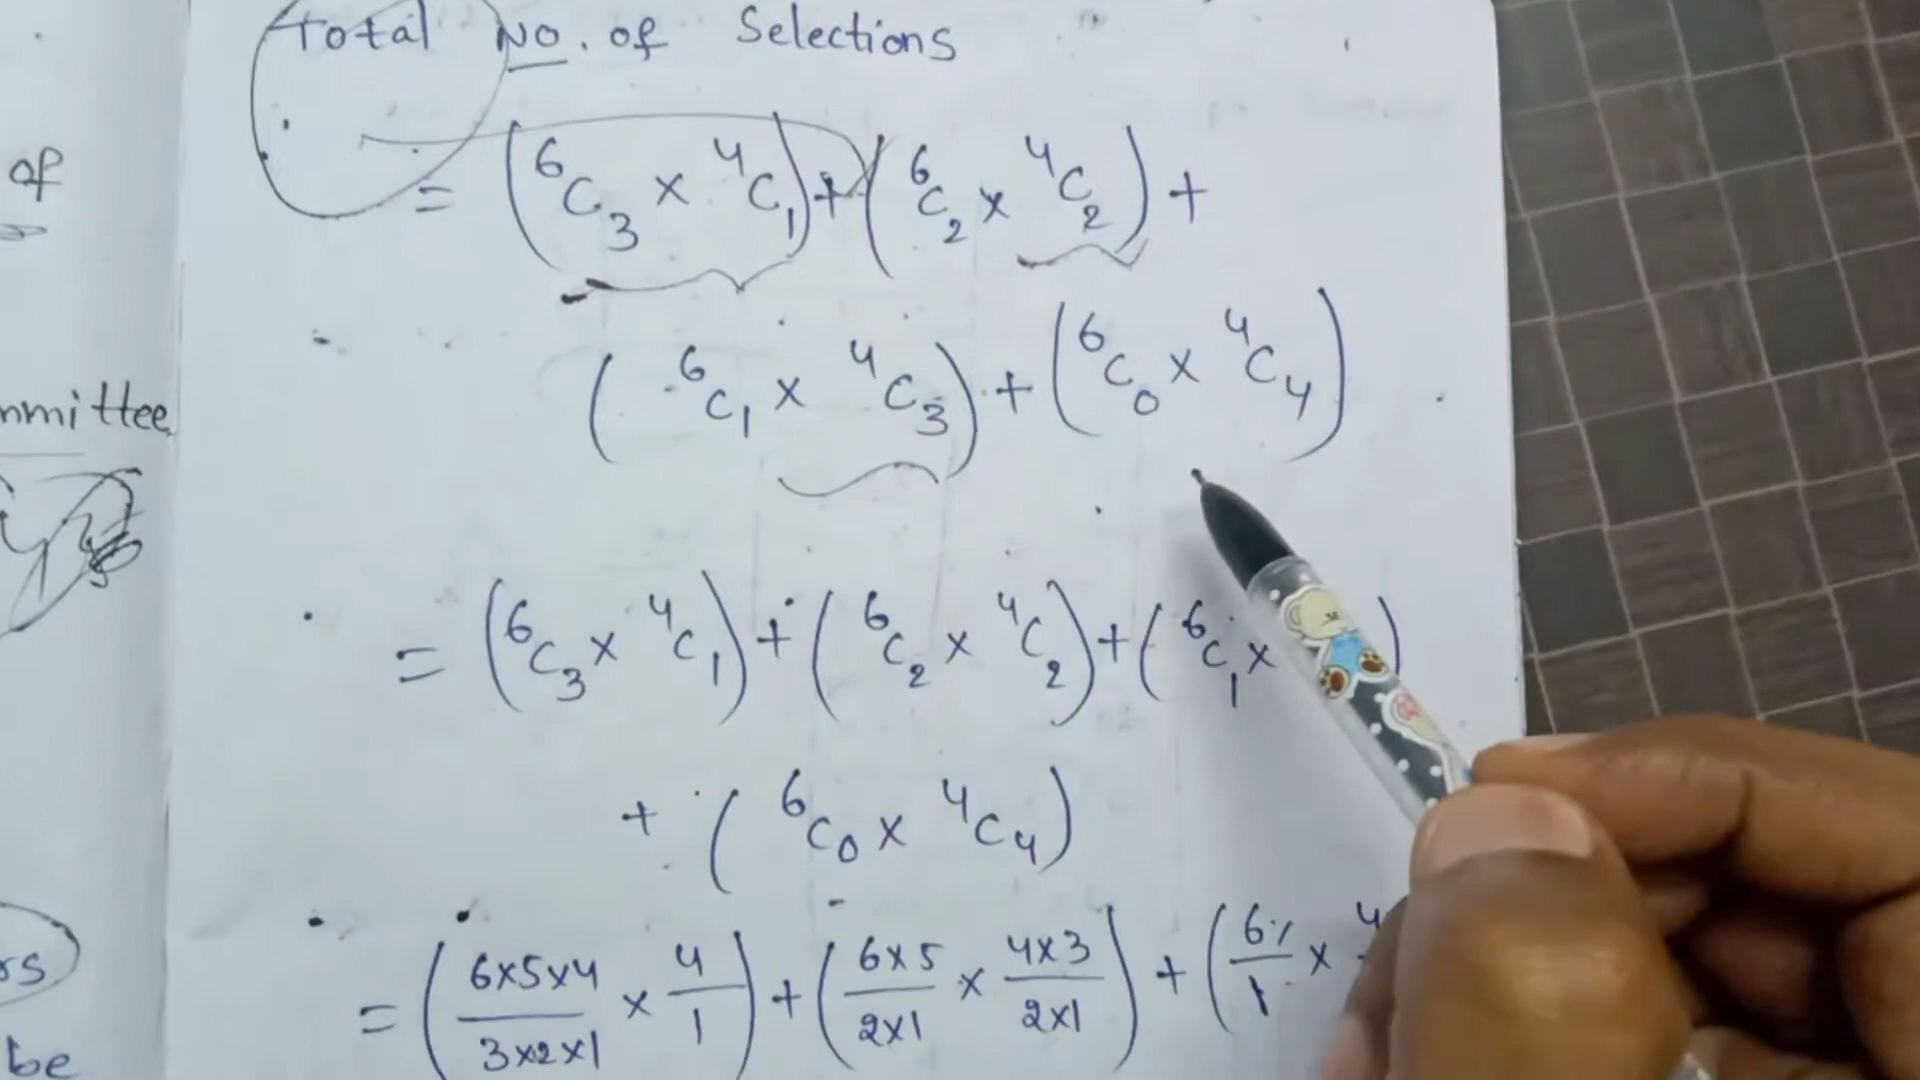 Total No. of Selections
= (⁶C₃ × ⁴C₁) + (⁶C₂ × ⁴C₂) +
(⁶C₁ × ⁴C₃) + (⁶C₀ × ⁴C₄)
= (⁶C₃ × ⁴C₁) + (⁶C₂ × ⁴C₂) + (⁶C₁ × )
+ (⁶C₀ × ⁴C₄)
= (6×5×4/3×2×1 × 4/1) + (6×5/2×1 × 4×3/2×1) + (6/1 × 4
of
mmittee
rs
be